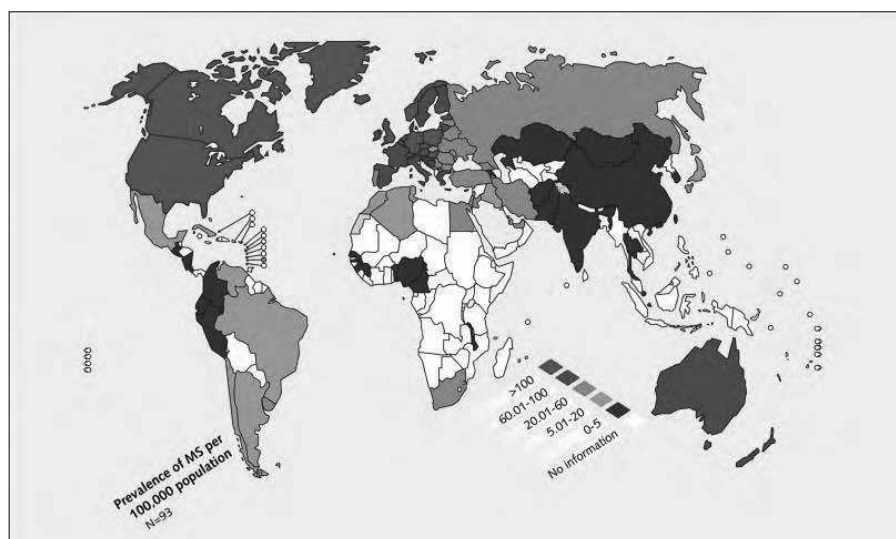 >100
60.01-100
20.01-60
5.01-20
0-5
No information
Prevalence of MS per
100,000 population
N=93